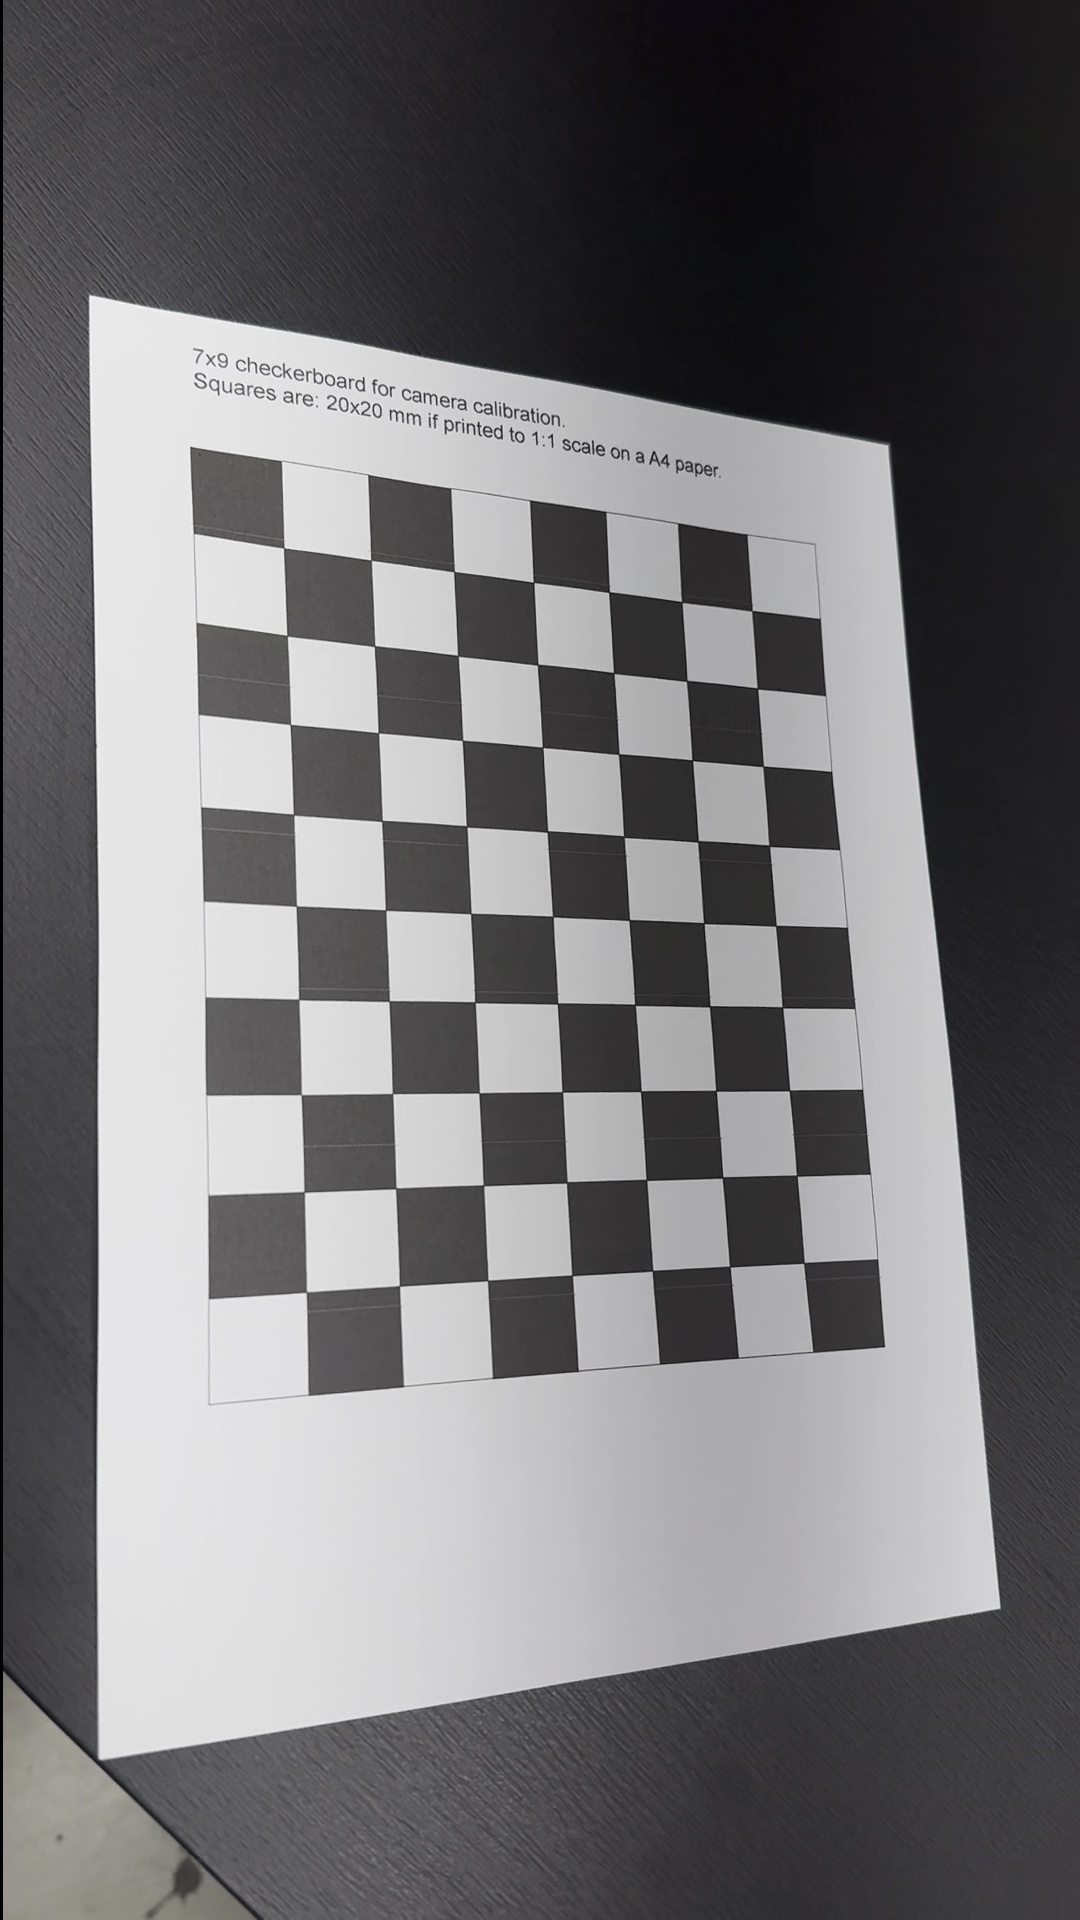 7x9 checkerboard for camera calibration.
Squares are: 20x20 mm if printed to 1:1 scale on a A4 paper.